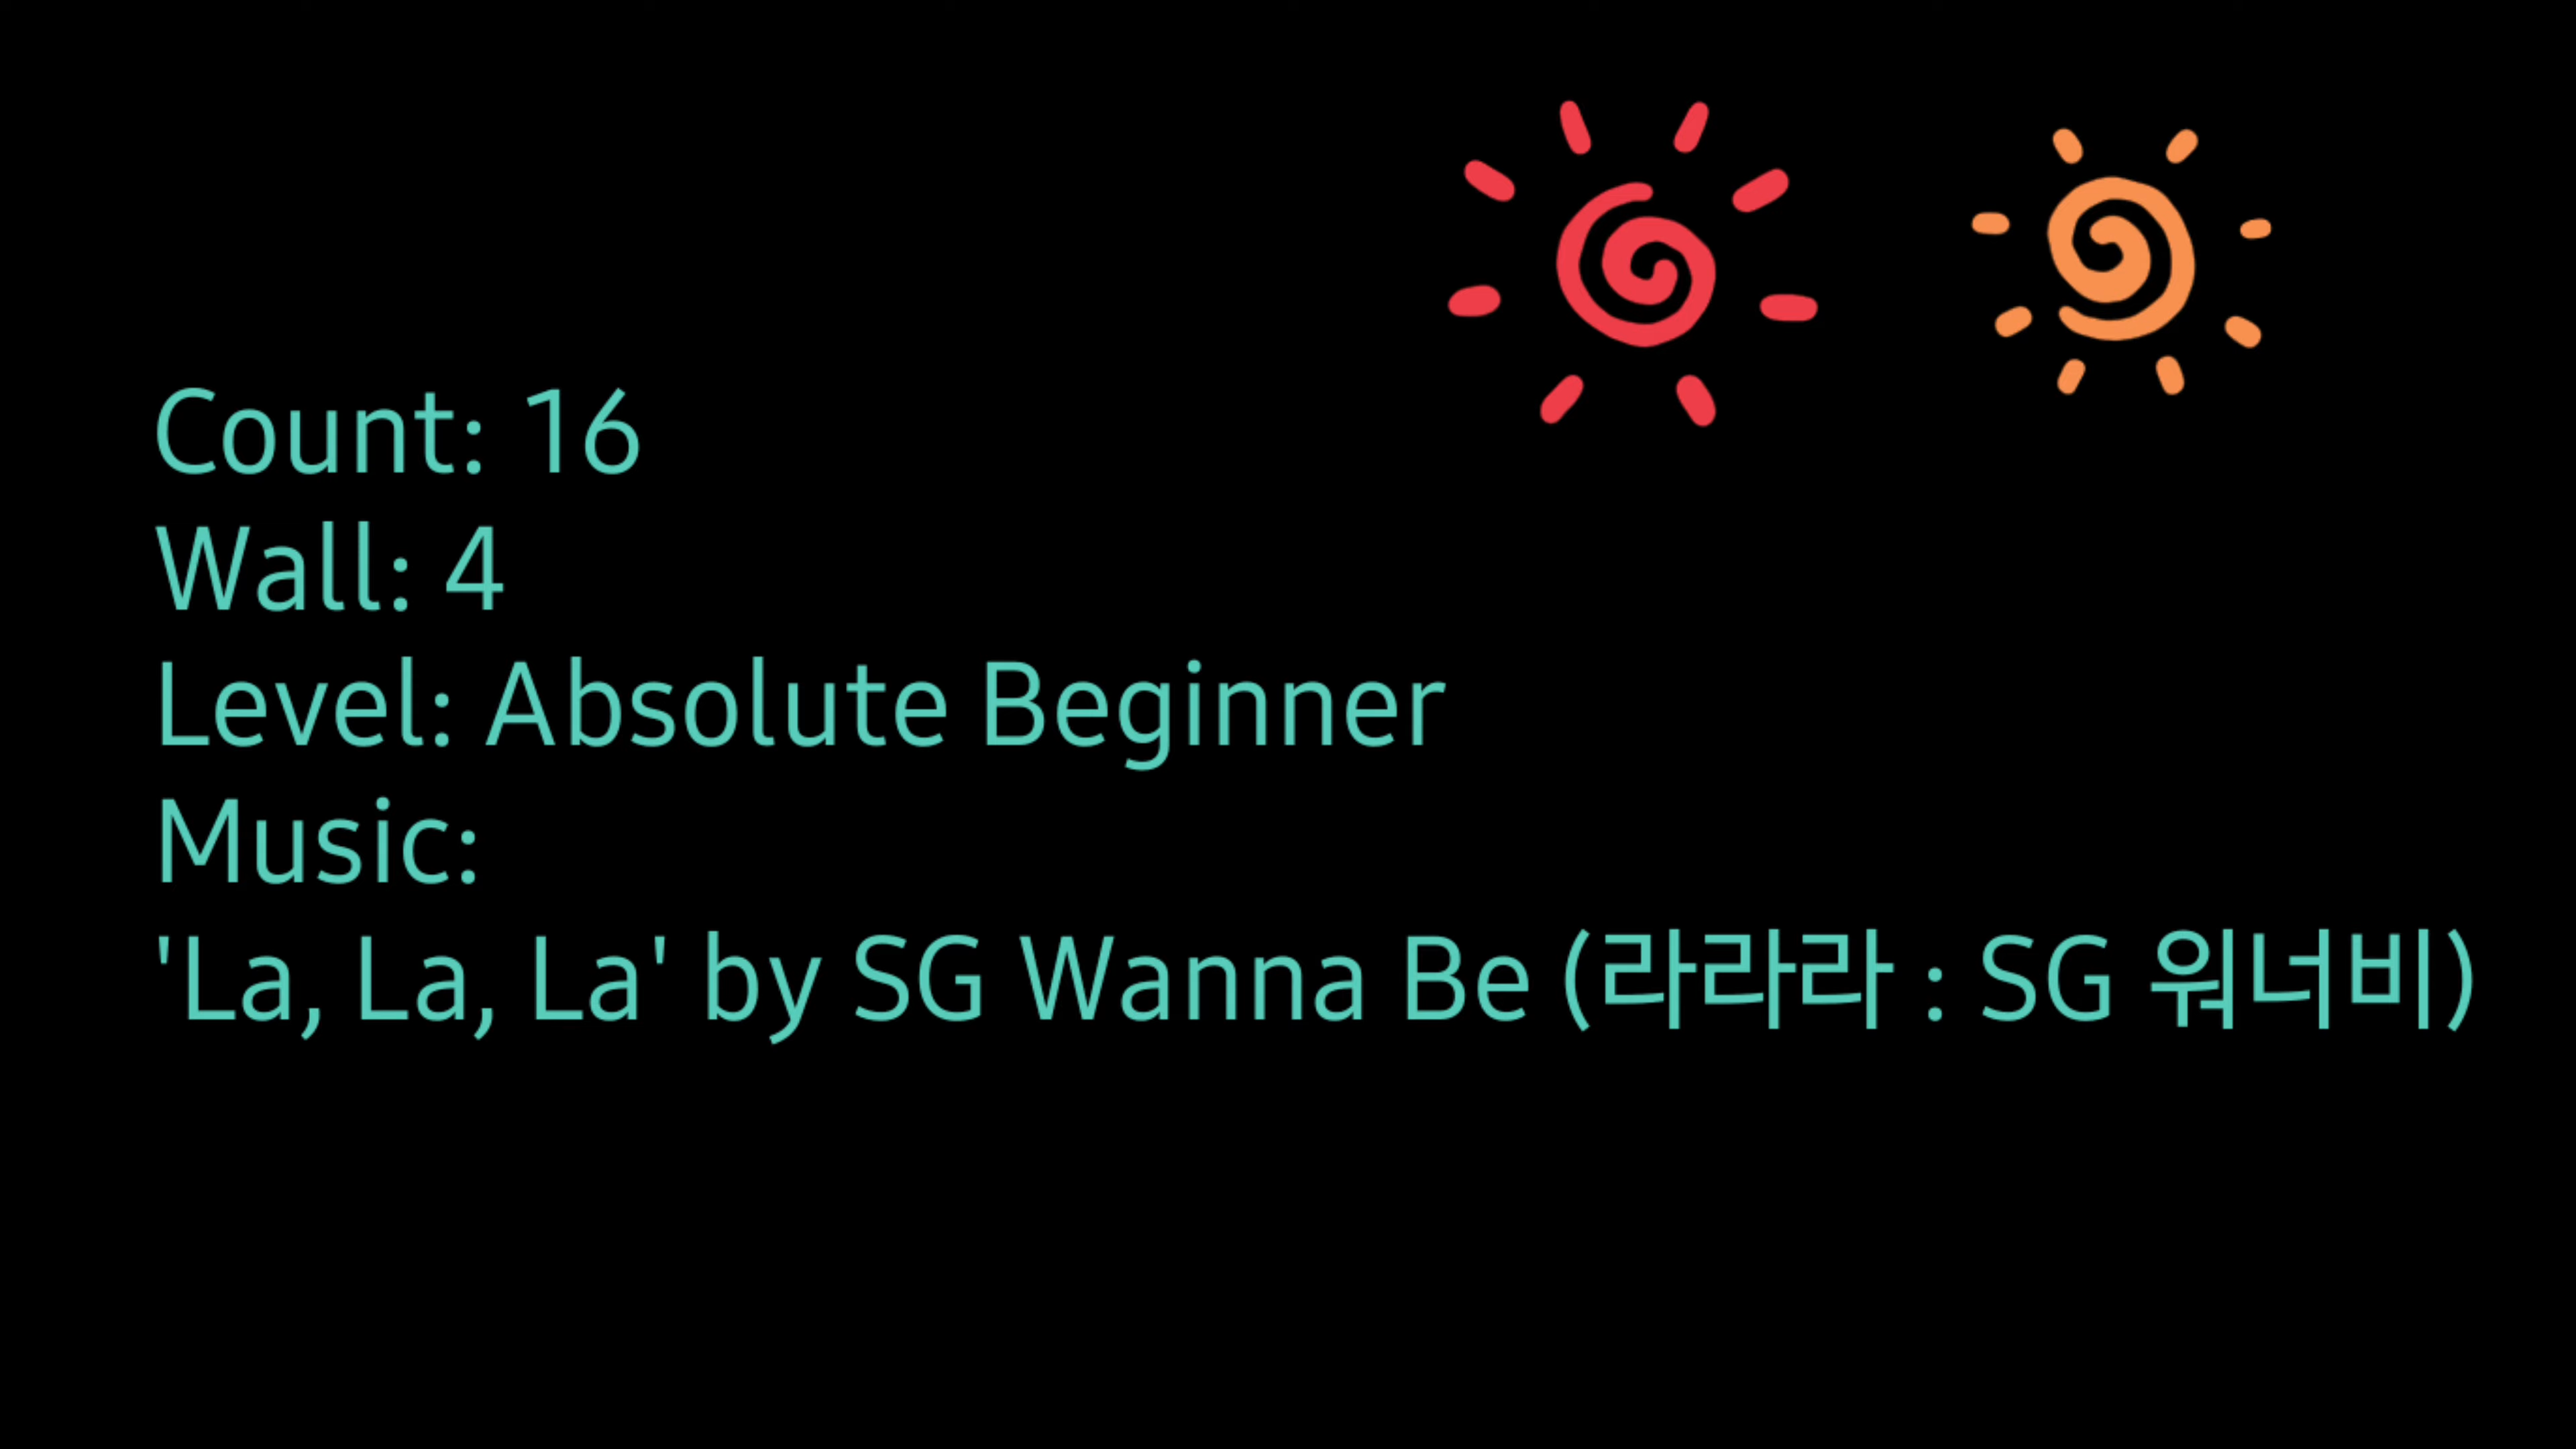 Count: 16
Wall: 4
Level: Absolute Beginner
Music:
'La, La, La' by SG Wanna Be (라라라 : SG 워너비)